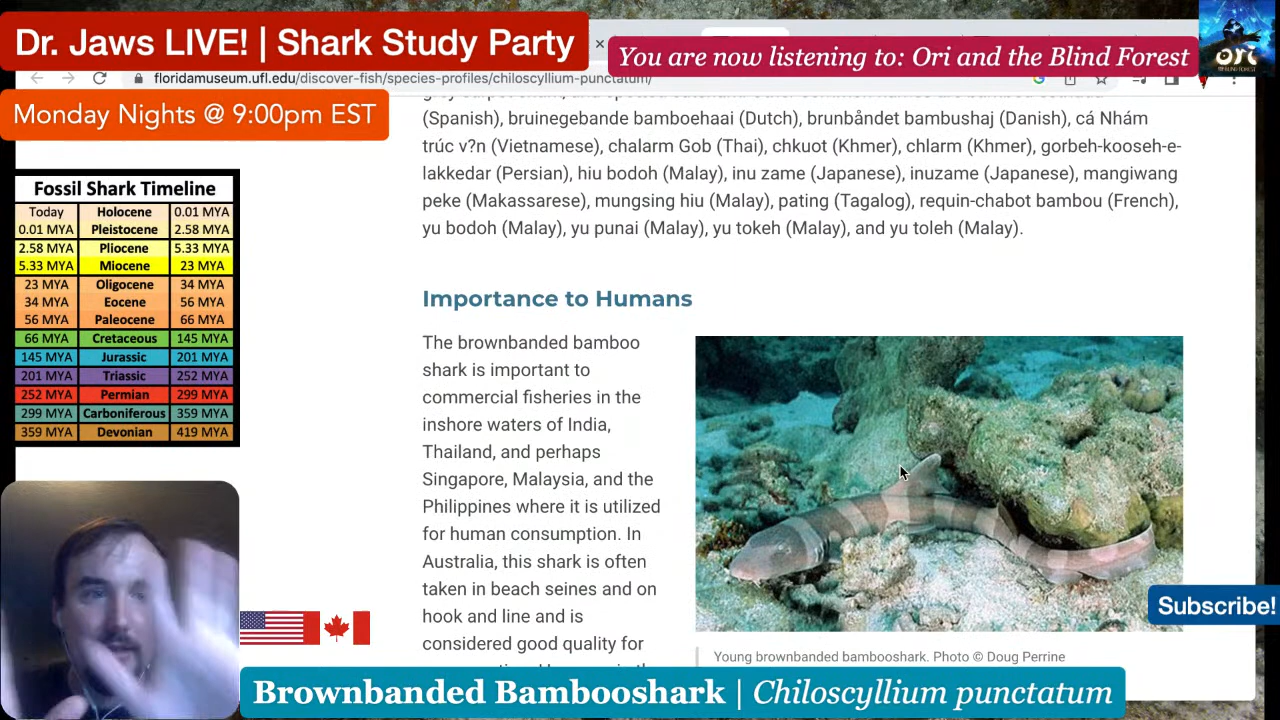 Dr. Jaws LIVE! | Shark Study Party
You are now listening to: Ori and the Blind Forest
ori
floridamuseum.ufl.edu/discover-fish/species-profiles/chiloscyllium-punctatum/
Monday Nights @ 9:00pm EST
(Spanish), bruinegebande bamboehaai (Dutch), brunbåndet bambushaj (Danish), cá Nhám
trúc v?n (Vietnamese), chalarm Gob (Thai), chkuot (Khmer), chlarm (Khmer), gorbeh-kooseh-e-
lakkedar (Persian), hiu bodoh (Malay), inu zame (Japanese), inuzame (Japanese), mangiwang
peke (Makassarese), mungsing hiu (Malay), pating (Tagalog), requin-chabot bambou (French),
yu bodoh (Malay), yu punai (Malay), yu tokeh (Malay), and yu toleh (Malay).
Fossil Shark Timeline
Today Holocene 0.01 MYA
0.01 MYA Pleistocene 2.58 MYA
2.58 MYA Pliocene 5.33 MYA
5.33 MYA Miocene 23 MYA
23 MYA Oligocene 34 MYA
34 MYA Eocene 56 MYA
56 MYA Paleocene 66 MYA
66 MYA Cretaceous 145 MYA
145 MYA Jurassic 201 MYA
201 MYA Triassic 252 MYA
252 MYA Permian 299 MYA
299 MYA Carboniferous 359 MYA
359 MYA Devonian 419 MYA
Importance to Humans
The brownbanded bamboo
shark is important to
commercial fisheries in the
inshore waters of India,
Thailand, and perhaps
Singapore, Malaysia, and the
Philippines where it is utilized
for human consumption. In
Australia, this shark is often
taken in beach seines and on
hook and line and is
considered good quality for
Young brownbanded bambooshark. Photo © Doug Perrine
Subscribe!
Brownbanded Bambooshark | Chiloscyllium punctatum